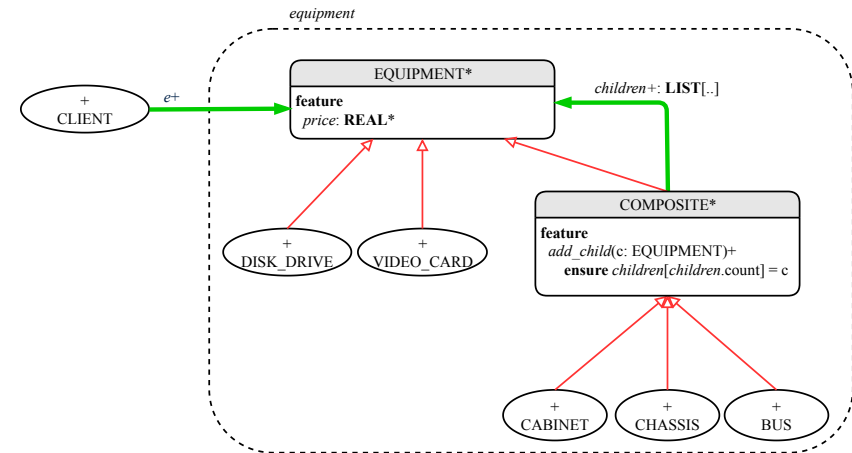 equipment
EQUIPMENT*
feature
price: REAL*
e+
+
CLIENT
children+: LIST[..]
COMPOSITE*
feature
add_child(c: EQUIPMENT)+
ensure children[children.count] = c
+
DISK_DRIVE
+
VIDEO_CARD
+
CABINET
+
CHASSIS
+
BUS